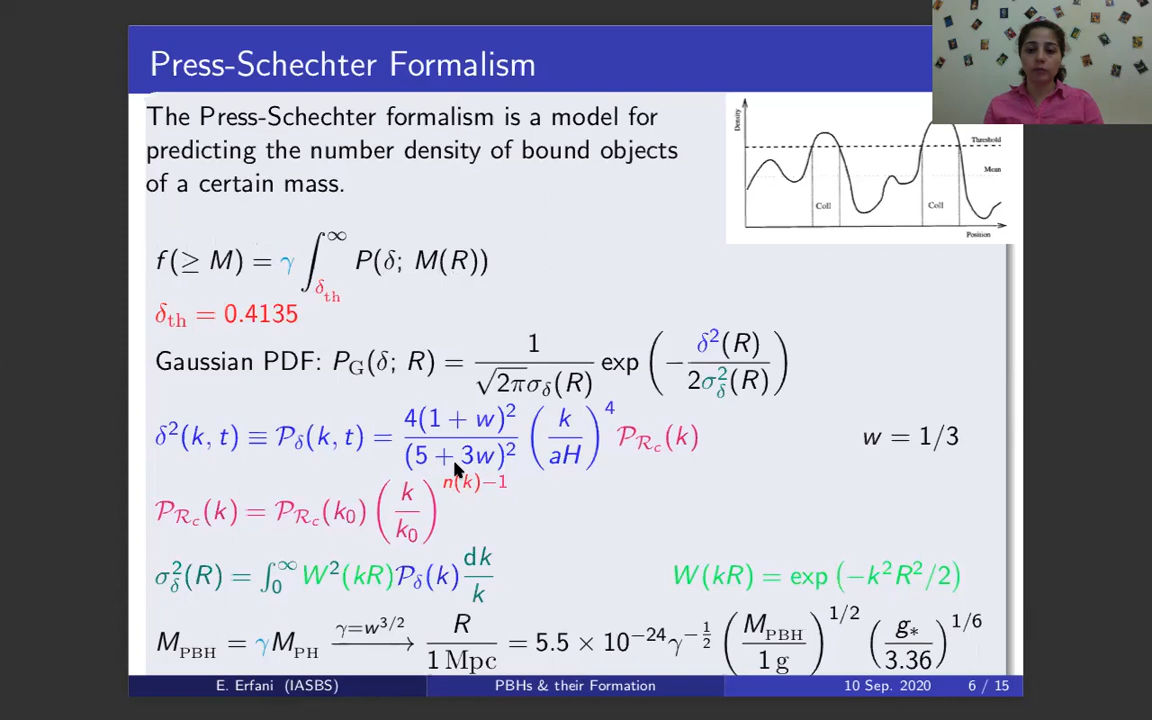 Press-Schechter Formalism
The Press-Schechter formalism is a model for
predicting the number density of bound objects
of a certain mass.
Density
Threshold
Mean
Coll
Coll
Position
f(≥ M) = γ ∫_{δ_th}^∞ P(δ; M(R))
δ_th = 0.4135
Gaussian PDF: P_G(δ; R) = 1/(√2π σ_δ(R)) exp(−δ²(R)/2σ_δ²(R))
δ²(k, t) ≡ 𝒫_δ(k, t) = 4(1 + w)²/(5 + 3w)² (k/aH)⁴ 𝒫_{ℛ_c}(k) w = 1/3
𝒫_{ℛ_c}(k) = 𝒫_{ℛ_c}(k₀) (k/k₀)^{n(k)−1}
σ_δ²(R) = ∫₀^∞ W²(kR)𝒫_δ(k) dk/k W(kR) = exp(−k²R²/2)
M_PBH = γM_PH —γ=w^{3/2}→ R/1 Mpc = 5.5 × 10^{−24} γ^{−1/2} (M_PBH/1 g)^{1/2} (g_*/3.36)^{1/6}
E. Erfani (IASBS) PBHs & their Formation 10 Sep. 2020 6 / 15